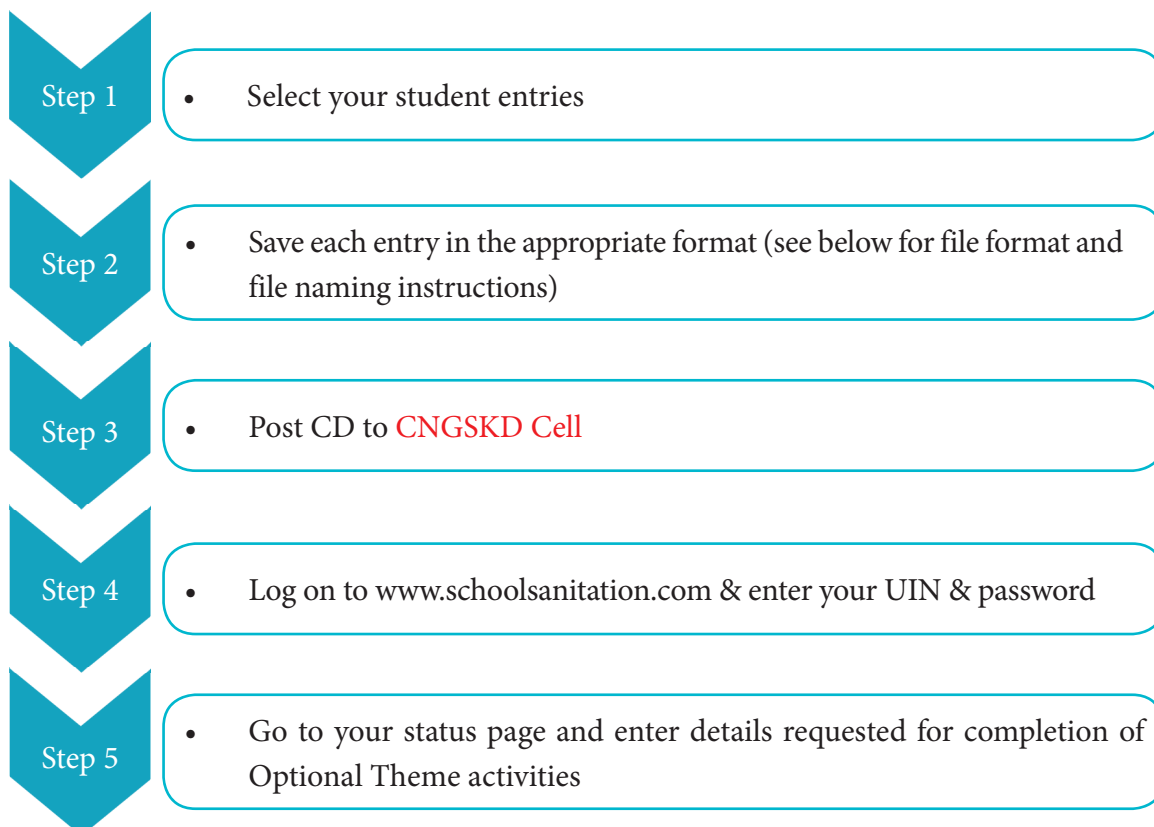 Step 1
• Select your student entries
Step 2
• Save each entry in the appropriate format (see below for file format and
file naming instructions)
Step 3
• Post CD to CNGSKD Cell
Step 4
• Log on to www.schoolsanitation.com & enter your UIN & password
Step 5
• Go to your status page and enter details requested for completion of
Optional Theme activities